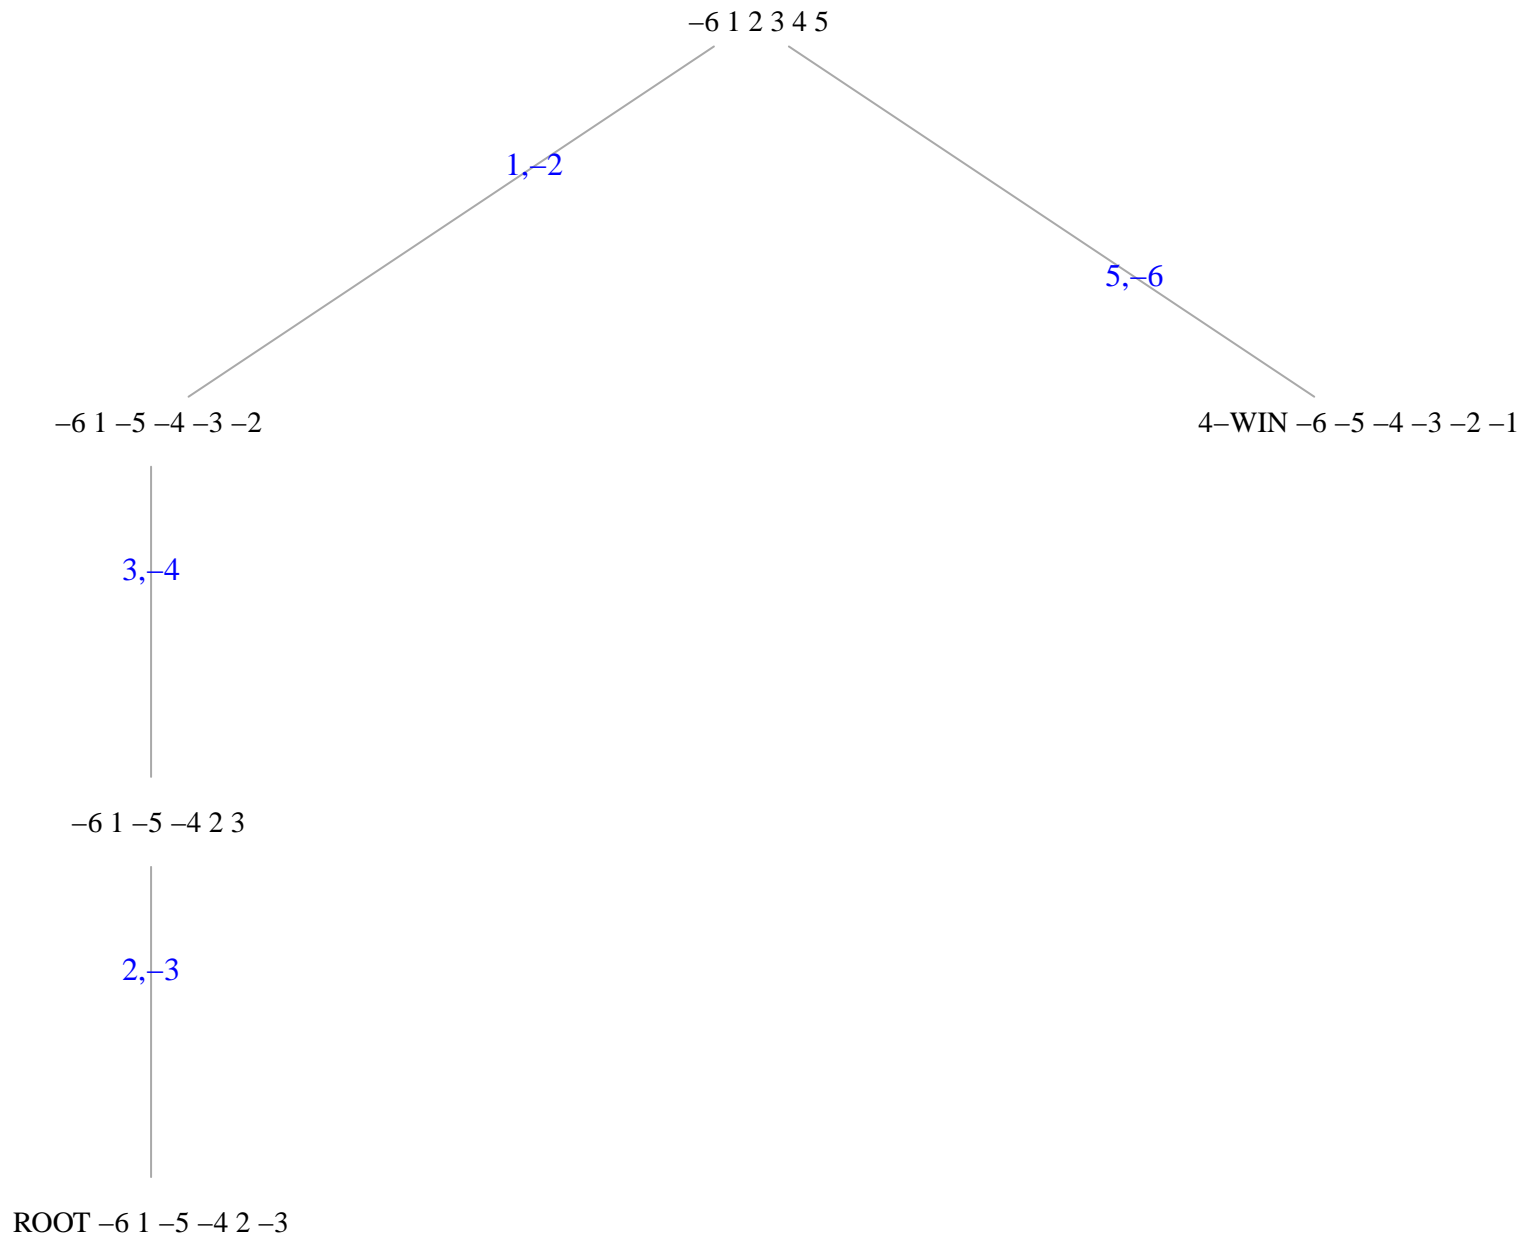 –6 1 2 3 4 5
1,–2
5,–6
–6 1 –5 –4 –3 –2
4–WIN –6 –5 –4 –3 –2 –1
3,–4
–6 1 –5 –4 2 3
2,–3
ROOT –6 1 –5 –4 2 –3